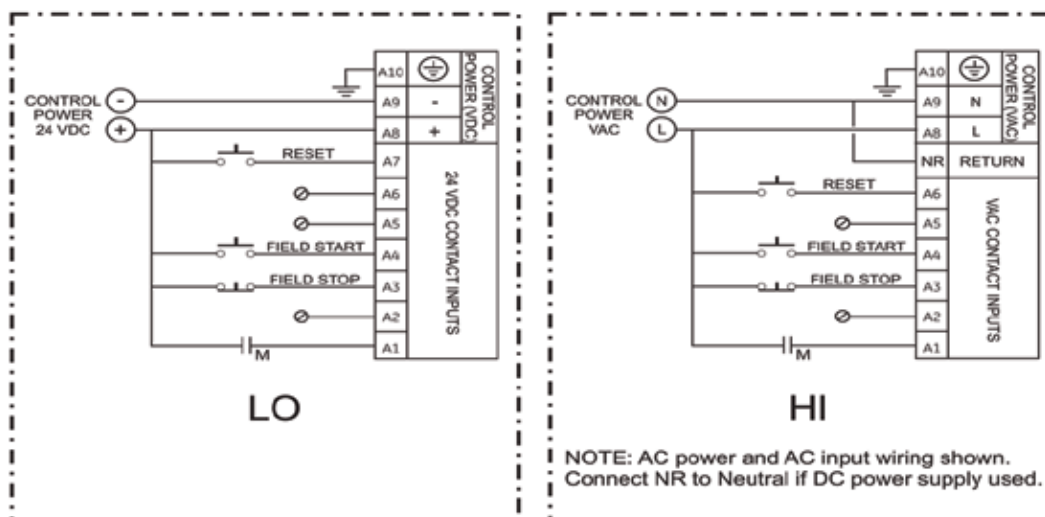 CONTROL
POWER
24 VDC
-
+
A10
A9 -
A8 +
CONTROL
POWER (VDC)
RESET A7
A6
A5
FIELD START A4
FIELD STOP A3
A2
M A1
24 VDC CONTACT INPUTS
LO
CONTROL
POWER
VAC
N
L
A10
A9 N
A8 L
CONTROL
POWER (VAC)
NR RETURN
RESET A6
A5
FIELD START A4
FIELD STOP A3
A2
M A1
VAC CONTACT INPUTS
HI
NOTE: AC power and AC input wiring shown.
Connect NR to Neutral if DC power supply used.